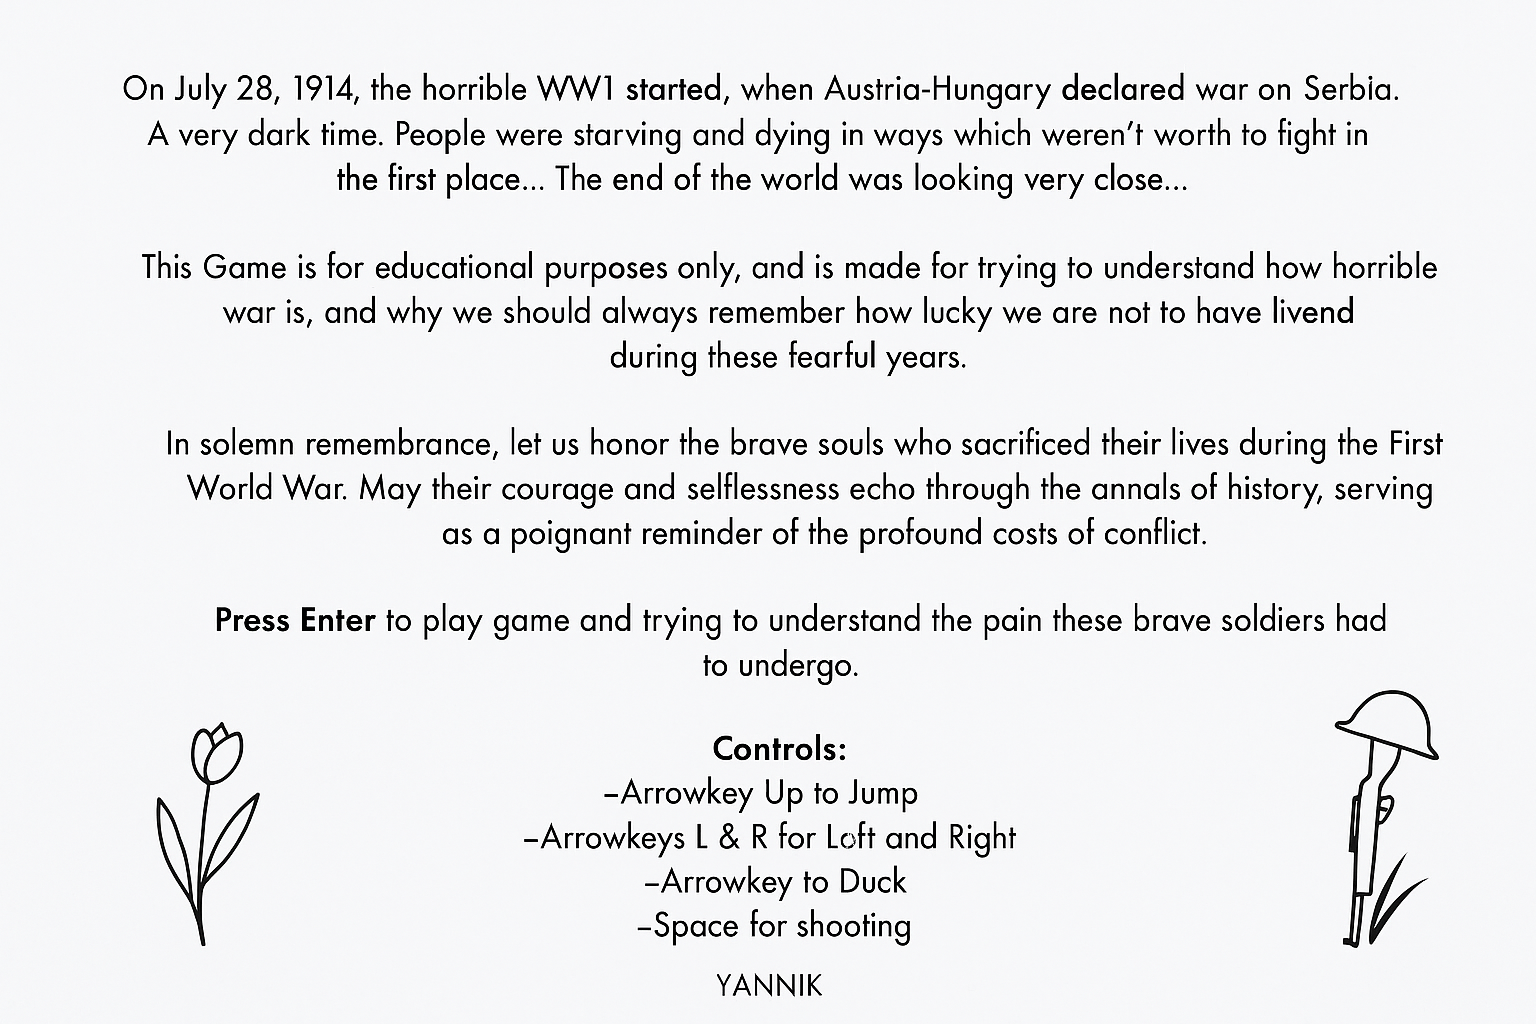 On July 28, 1914, the horrible WW1 started, when Austria-Hungary declared war on Serbia.
A very dark time. People were starving and dying in ways which weren't worth to fight in
the first place... The end of the world was looking very close...
This Game is for educational purposes only, and is made for trying to understand how horrible
war is, and why we should always remember how lucky we are not to have livend
during these fearful years.
In solemn remembrance, let us honor the brave souls who sacrificed their lives during the First
World War. May their courage and selflessness echo through the annals of history, serving
as a poignant reminder of the profound costs of conflict.
Press Enter to play game and trying to understand the pain these brave soldiers had
to undergo.
Controls:
–Arrowkey Up to Jump
–Arrowkeys L & R for Loft and Right
–Arrowkey to Duck
–Space for shooting
YANNIK